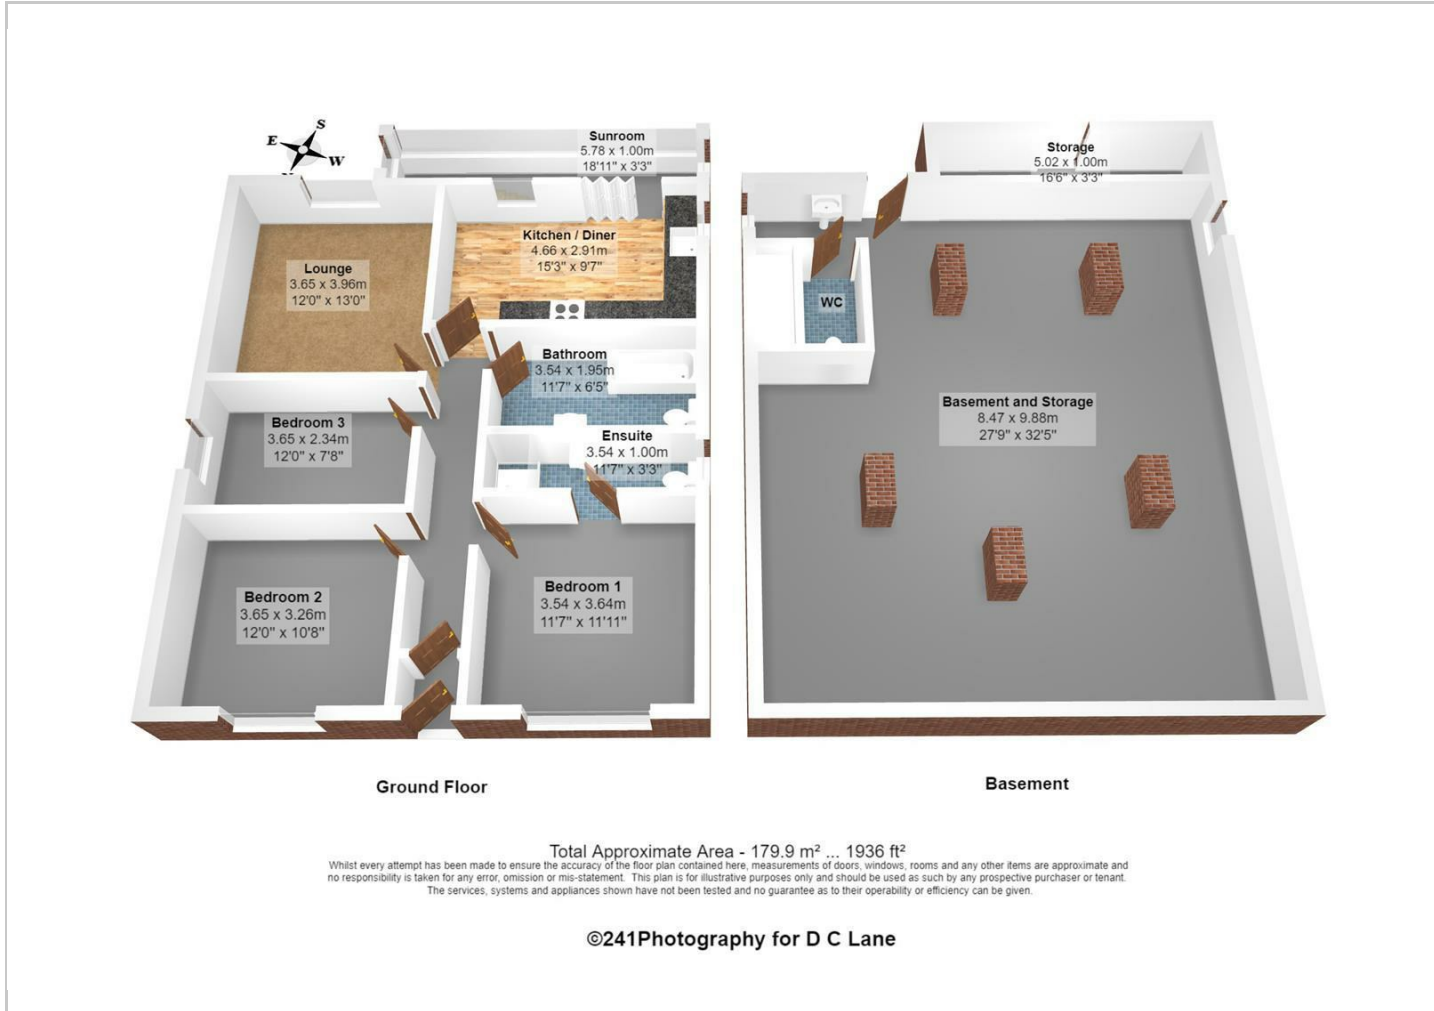 S
E
W
Sunroom
5.78 x 1.00m
18'11" x 3'3"
Storage
5.02 x 1.00m
16'6" x 3'3"
Kitchen / Diner
4.66 x 2.91m
15'3" x 9'7"
Lounge
3.65 x 3.96m
12'0" x 13'0"
WC
Bathroom
3.54 x 1.95m
11'7" x 6'5"
Basement and Storage
8.47 x 9.88m
27'9" x 32'5"
Bedroom 3
3.65 x 2.34m
12'0" x 7'8"
Ensuite
3.54 x 1.00m
11'7" x 3'3"
Bedroom 1
3.54 x 3.64m
11'7" x 11'11"
Bedroom 2
3.65 x 3.26m
12'0" x 10'8"
Ground Floor
Basement
Total Approximate Area - 179.9 m² ... 1936 ft²
Whilst every attempt has been made to ensure the accuracy of the floor plan contained here, measurements of doors, windows, rooms and any other items are approximate and
no responsibility is taken for any error, omission or mis-statement. This plan is for illustrative purposes only and should be used as such by any prospective purchaser or tenant.
The services, systems and appliances shown have not been tested and no guarantee as to their operability or efficiency can be given.
©241Photography for D C Lane